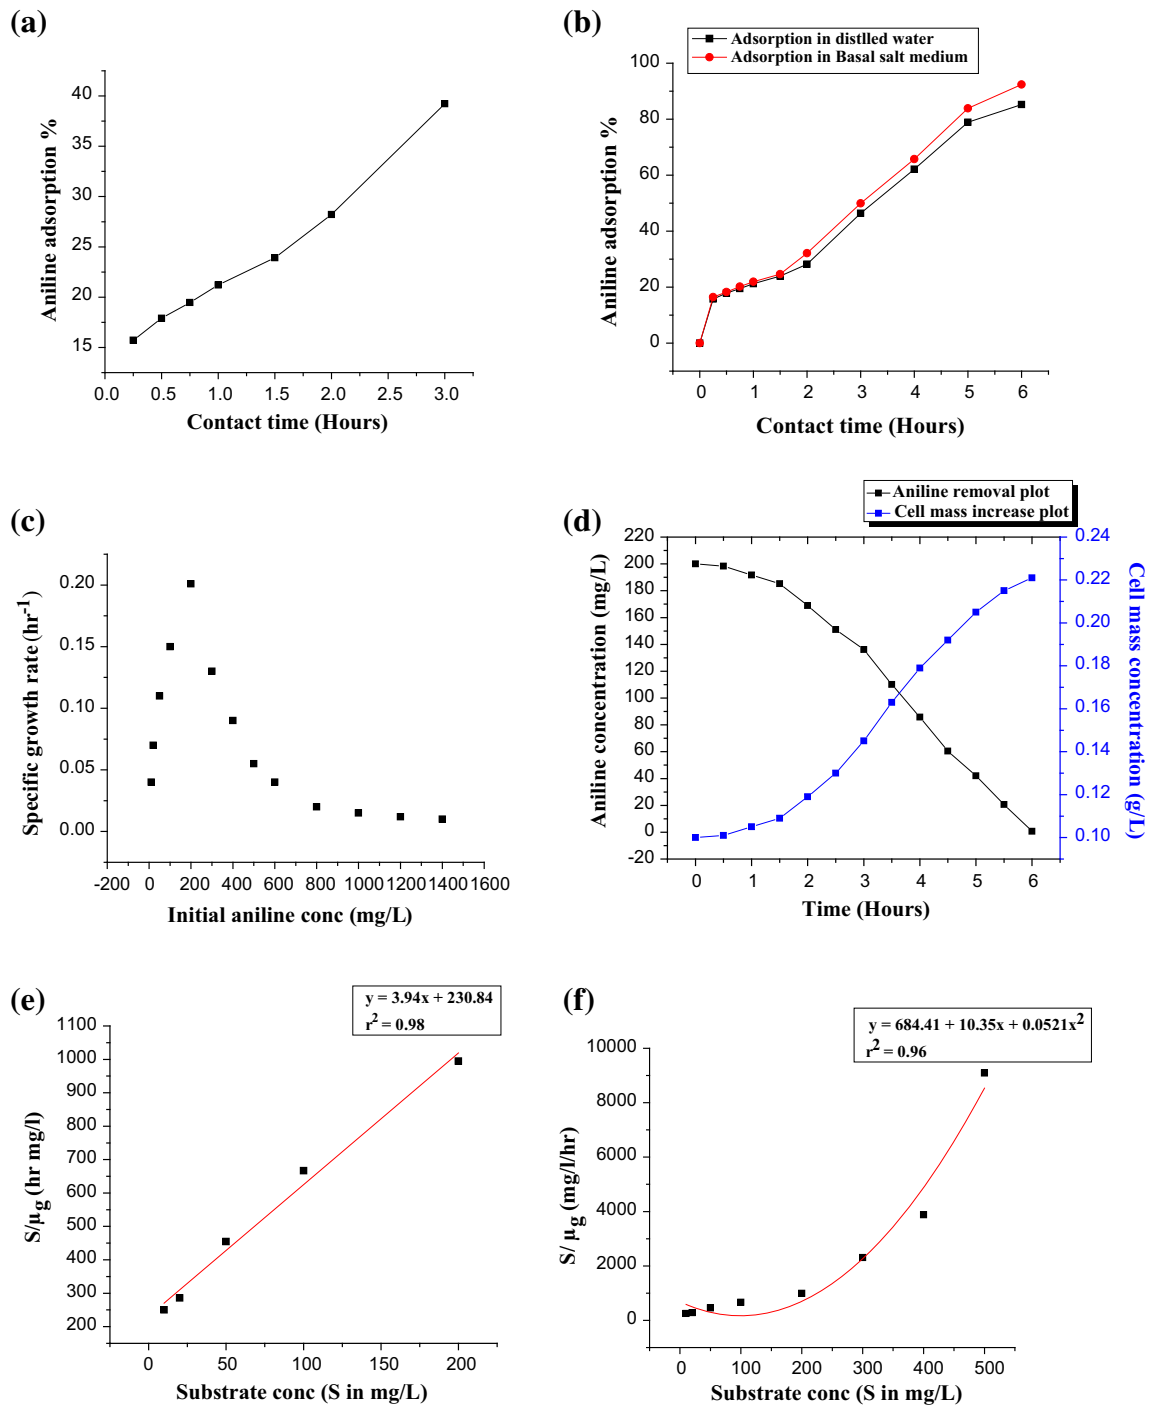 (a)
40
35
30
25
20
15
Aniline adsorption %
0.0 0.5 1.0 1.5 2.0 2.5 3.0
Contact time (Hours)
(b)
Adsorption in distlled water
Adsorption in Basal salt medium
100
80
60
40
20
0
Aniline adsorption %
0 1 2 3 4 5 6
Contact time (Hours)
(c)
0.20
0.15
0.10
0.05
0.00
Specific growth rate (hr-1)
-200 0 200 400 600 800 1000 1200 1400 1600
Initial aniline conc (mg/L)
(d)
Aniline removal plot
Cell mass increase plot
220
200
180
160
140
120
100
80
60
40
20
0
-20
Aniline concentration (mg/L)
0.24
0.22
0.20
0.18
0.16
0.14
0.12
0.10
Cell mass concentration (g/L)
0 1 2 3 4 5 6
Time (Hours)
(e)
y = 3.94x + 230.84
r2 = 0.98
1100
1000
900
800
700
600
500
400
300
200
S/μg (hr mg/l)
0 50 100 150 200
Substrate conc (S in mg/L)
(f)
y = 684.41 + 10.35x + 0.0521x2
r2 = 0.96
10000
8000
6000
4000
2000
0
S/ μg (mg/l/hr)
0 100 200 300 400 500
Substrate conc (S in mg/L)